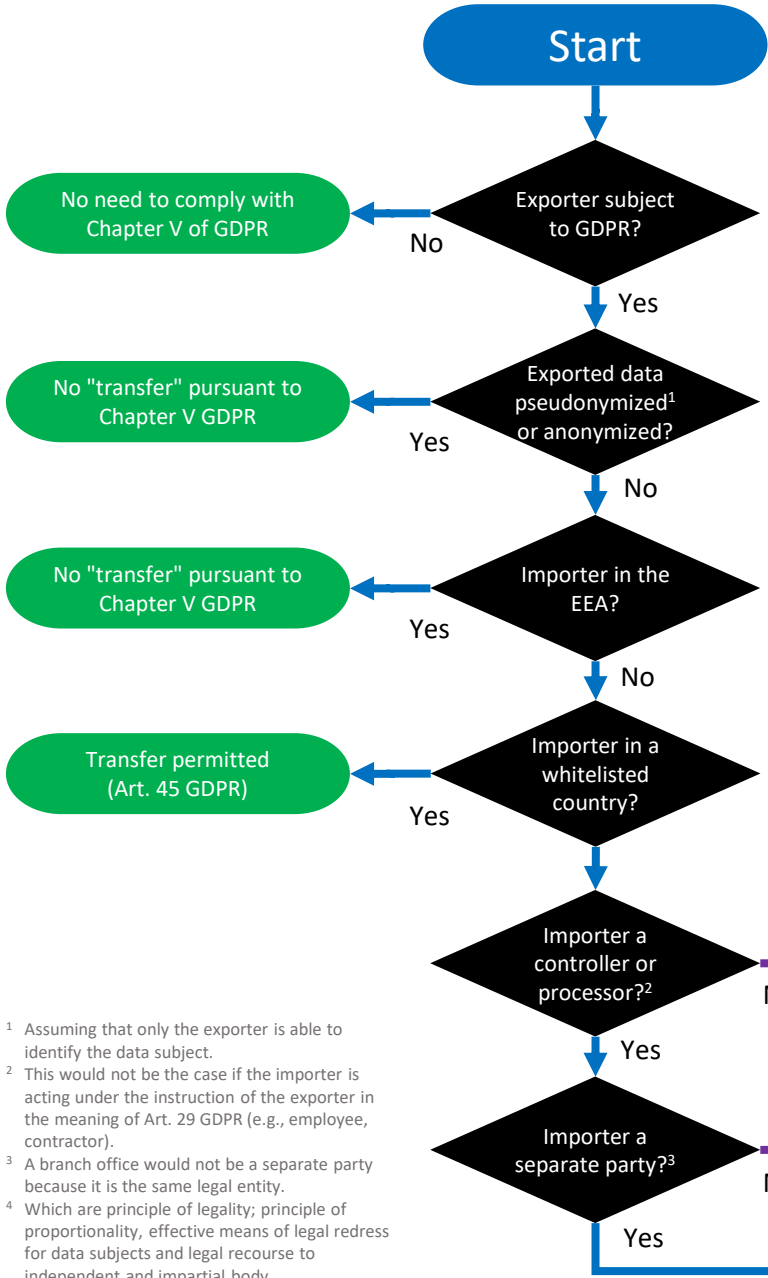 Start
Exporter subject
to GDPR?
No need to comply with
Chapter V of GDPR
No
Yes
Exported data
pseudonymized¹
or anonymized?
No "transfer" pursuant to
Chapter V GDPR
Yes
No
Importer in the
EEA?
No "transfer" pursuant to
Chapter V GDPR
Yes
No
Importer in a
whitelisted
country?
Transfer permitted
(Art. 45 GDPR)
Yes
Importer a
controller or
processor?²
Yes
Importer a
separate party?³
Yes
¹ Assuming that only the exporter is able to
identify the data subject.
² This would not be the case if the importer is
acting under the instruction of the exporter in
the meaning of Art. 29 GDPR (e.g., employee,
contractor).
³ A branch office would not be a separate party
because it is the same legal entity.
⁴ Which are principle of legality; principle of
proportionality, effective means of legal redress
for data subjects and legal recourse to
independent and impartial body